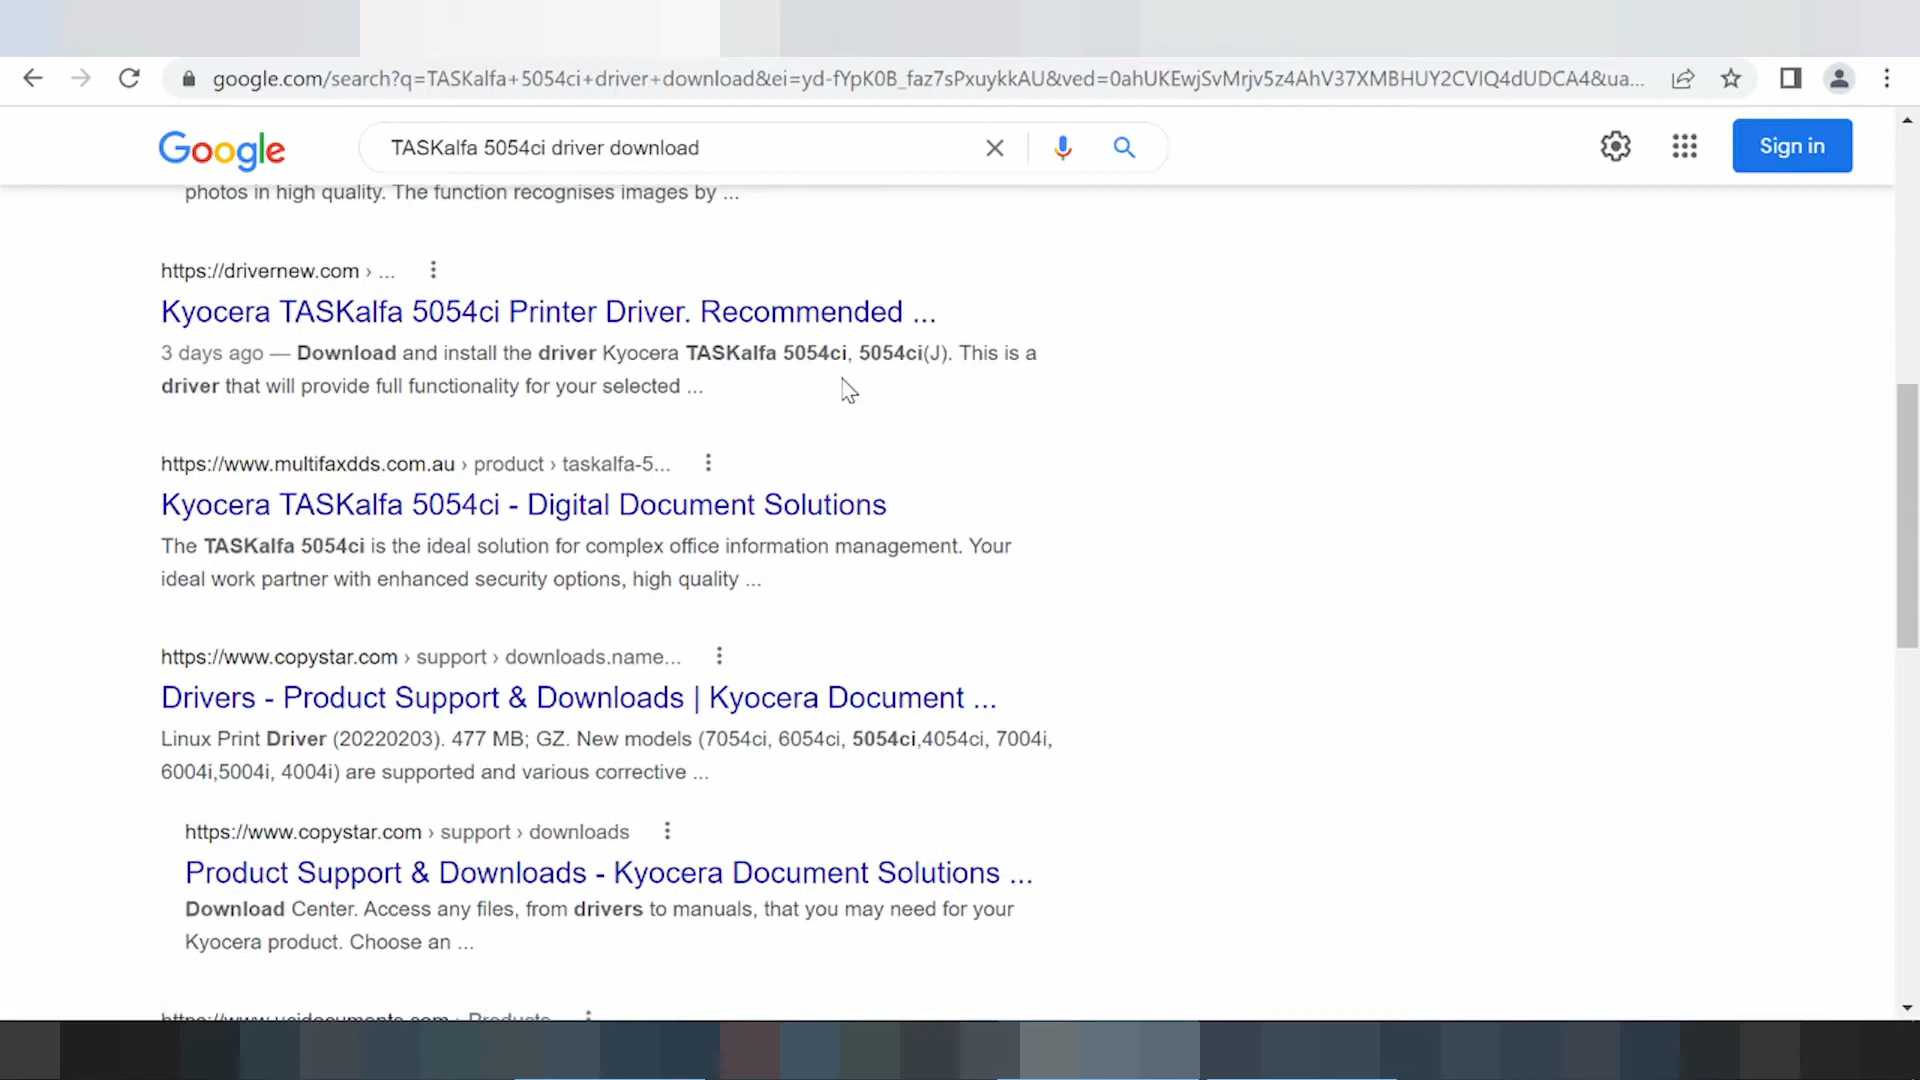 google.com/search?q=TASKalfa+5054ci+driver+download&ei=yd-fYpK0B_faz7sPxuykkAU&ved=0ahUKEwjSvMrjv5z4AhV37XMBHUY2CVIQ4dUDCA4&ua...
Google
TASKalfa 5054ci driver download
Sign in
photos in high quality. The function recognises images by ...
https://drivernew.com › ...
Kyocera TASKalfa 5054ci Printer Driver. Recommended ...
3 days ago — Download and install the driver Kyocera TASKalfa 5054ci, 5054ci(J). This is a
driver that will provide full functionality for your selected ...
https://www.multifaxdds.com.au › product › taskalfa-5...
Kyocera TASKalfa 5054ci - Digital Document Solutions
The TASKalfa 5054ci is the ideal solution for complex office information management. Your
ideal work partner with enhanced security options, high quality ...
https://www.copystar.com › support › downloads.name...
Drivers - Product Support & Downloads | Kyocera Document ...
Linux Print Driver (20220203). 477 MB; GZ. New models (7054ci, 6054ci, 5054ci,4054ci, 7004i,
6004i,5004i, 4004i) are supported and various corrective ...
https://www.copystar.com › support › downloads
Product Support & Downloads - Kyocera Document Solutions ...
Download Center. Access any files, from drivers to manuals, that you may need for your
Kyocera product. Choose an ...
https://www.ucidocuments.com › Products